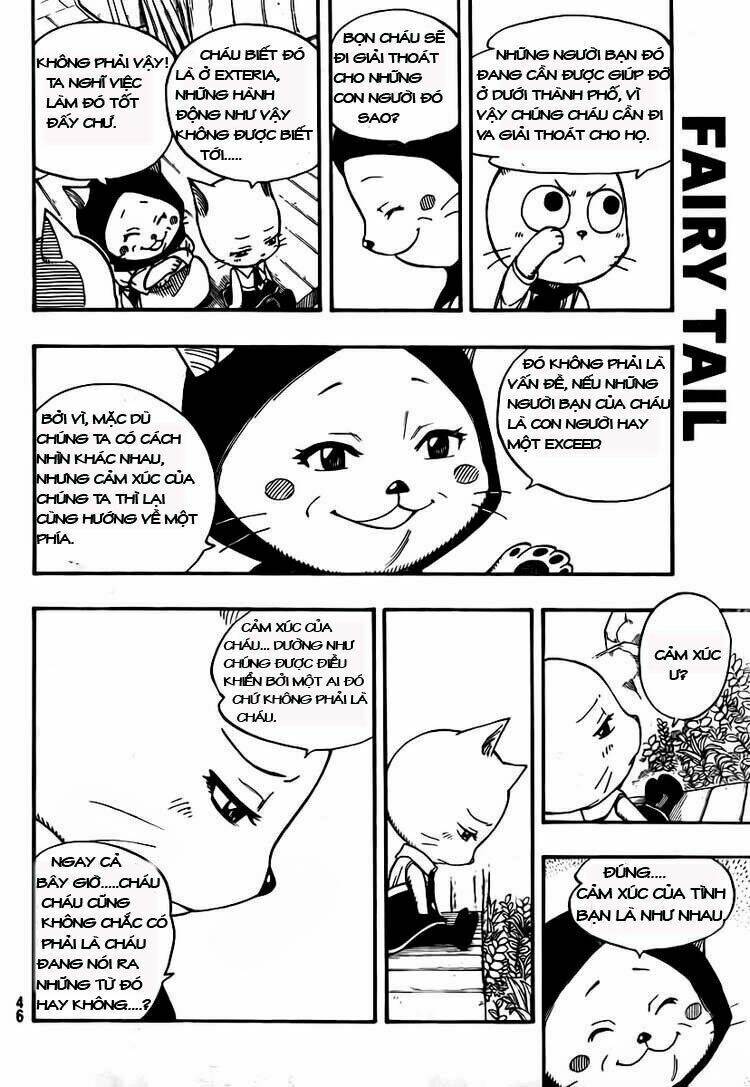 NHỮNG NGƯỜI BẠN ĐÓ
ĐANG CẦN ĐƯỢC GIÚP ĐỠ
Ở DƯỚI THÀNH PHỐ, VÌ
VẬY CHÚNG CHÁU CẦN ĐI
VA GIẢI THOÁT CHO HỌ.
BỌN CHÁU SẼ
ĐI GIẢI THOÁT
CHO NHỮNG
CON NGƯỜI ĐÓ
SAO?
CHÁU BIẾT ĐÓ
LÀ Ở EXTERIA,
NHỮNG HÀNH
ĐỘNG NHƯ VẬY
KHÔNG ĐƯỢC BIẾT
TỚI.....
KHÔNG PHẢI VẬY!
TA NGHĨ VIỆC
LÀM ĐÓ TỐT
ĐẤY CHƯ.
FAIRY TAIL
ĐÓ KHÔNG PHẢI LÀ
VẤN ĐỀ, NẾU NHỮNG
NGƯỜI BẠN CỦA CHÁU
LÀ CON NGƯỜI HAY
MỘT EXCEED.
BỞI VÌ, MẶC DÙ
CHÚNG TA CÓ CÁCH
NHÌN KHÁC NHAU,
NHƯNG CẢM XÚC CỦA
CHÚNG TA THÌ LẠI
CÙNG HƯỚNG VỀ MỘT
PHÍA.
CẢM XÚC
Ư?
ĐÚNG....
CẢM XÚC CỦA TÌNH
BẠN LÀ NHƯ NHAU.
CẢM XÚC CỦA
CHÁU... DƯỜNG NHƯ
CHÚNG ĐƯỢC ĐIỀU
KHIỂN BỞI MỘT AI ĐÓ
CHỨ KHÔNG PHẢI LÀ
CHÁU.
NGAY CẢ
BÂY GIỜ.....CHÁU
CHÁU CŨNG
KHÔNG CHẮC CÓ
PHẢI LÀ CHÁU
ĐANG NÓI RA
NHỮNG TỪ ĐÓ
HAY KHÔNG....?
46